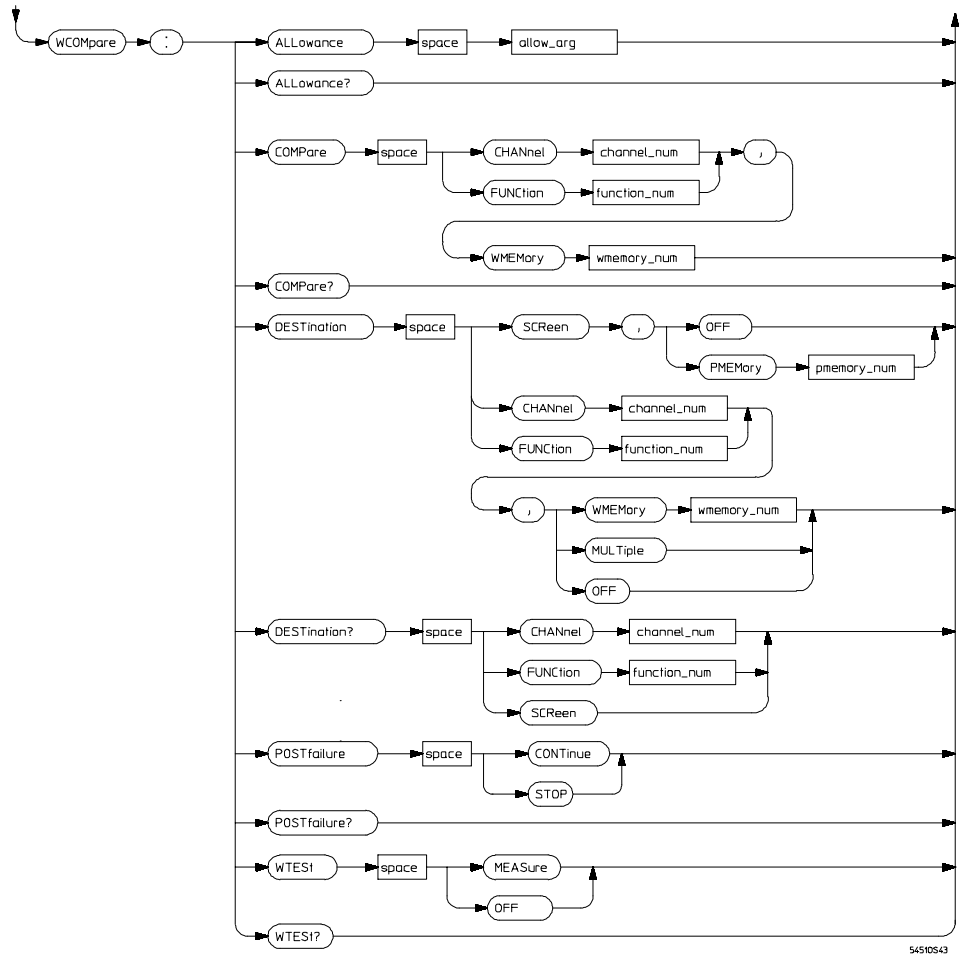 WCOMpare : ALLowance space allow_arg
ALLowance?
COMPare space CHANnel channel_num ,
FUNCtion function_num
WMEMory wmemory_num
COMPare?
DESTination space SCReen , OFF
PMEMory pmemory_num
CHANnel channel_num
FUNCtion function_num
, WMEMory wmemory_num
MULTiple
OFF
DESTination? space CHANnel channel_num
FUNCtion function_num
SCReen
POSTfailure space CONTinue
STOP
POSTfailure?
WTESt space MEASure
OFF
WTESt?
54510S43